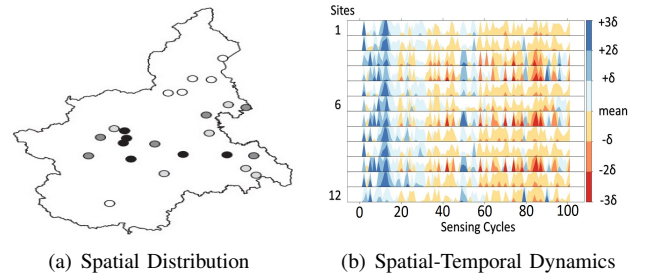 Sites
1
6
12
0 20 40 60 80 100
Sensing Cycles
+3δ
+2δ
+δ
mean
-δ
-2δ
-3δ
(a) Spatial Distribution
(b) Spatial-Temporal Dynamics